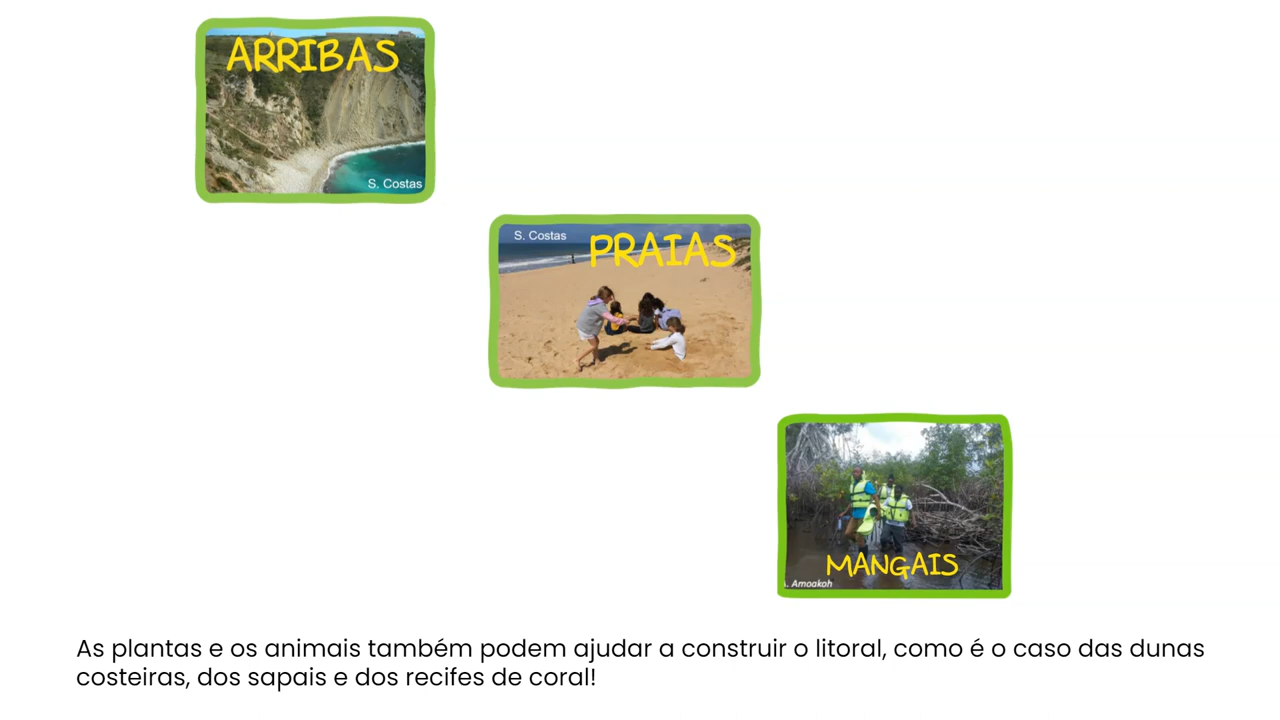 ARRIBAS
S. Costas
S. Costas
PRAIAS
MANGAIS
. Amoakoh
As plantas e os animais também podem ajudar a construir o litoral, como é o caso das dunas
costeiras, dos sapais e dos recifes de coral!